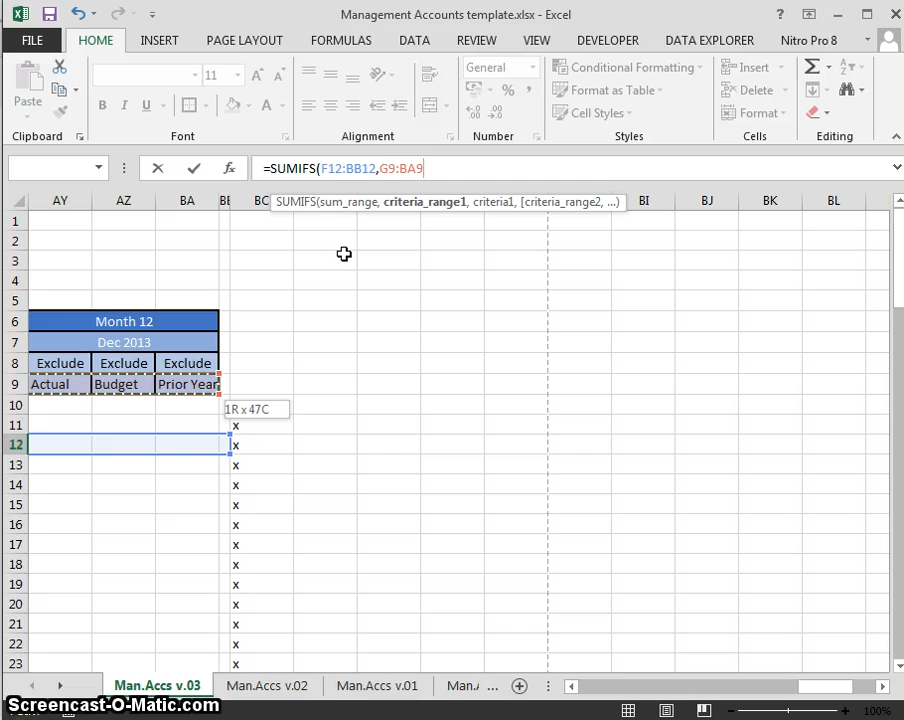 Management Accounts template.xlsx - Excel
FILE HOME INSERT PAGE LAYOUT FORMULAS DATA REVIEW VIEW DEVELOPER DATA EXPLORER Nitro Pro 8
Paste
11
General
Conditional Formatting
Format as Table
Cell Styles
Insert
Delete
Format
Clipboard Font Alignment Number Styles Cells Editing
=SUMIFS(F12:BB12,G9:BA9
SUMIFS(sum_range, criteria_range1, criteria1, [criteria_range2, ...)
AY AZ BA BB BC BI BJ BK BL
1
2
3
4
5
6 Month 12
7 Dec 2013
8 Exclude Exclude Exclude
9 Actual Budget Prior Year
10 1R x 47C
11 x
12 x
13 x
14 x
15 x
16 x
17 x
18 x
19 x
20 x
21 x
22 x
23 x
Man.Accs v.03 Man.Accs v.02 Man.Accs v.01 Man. ...
Screencast-O-Matic.com
100%